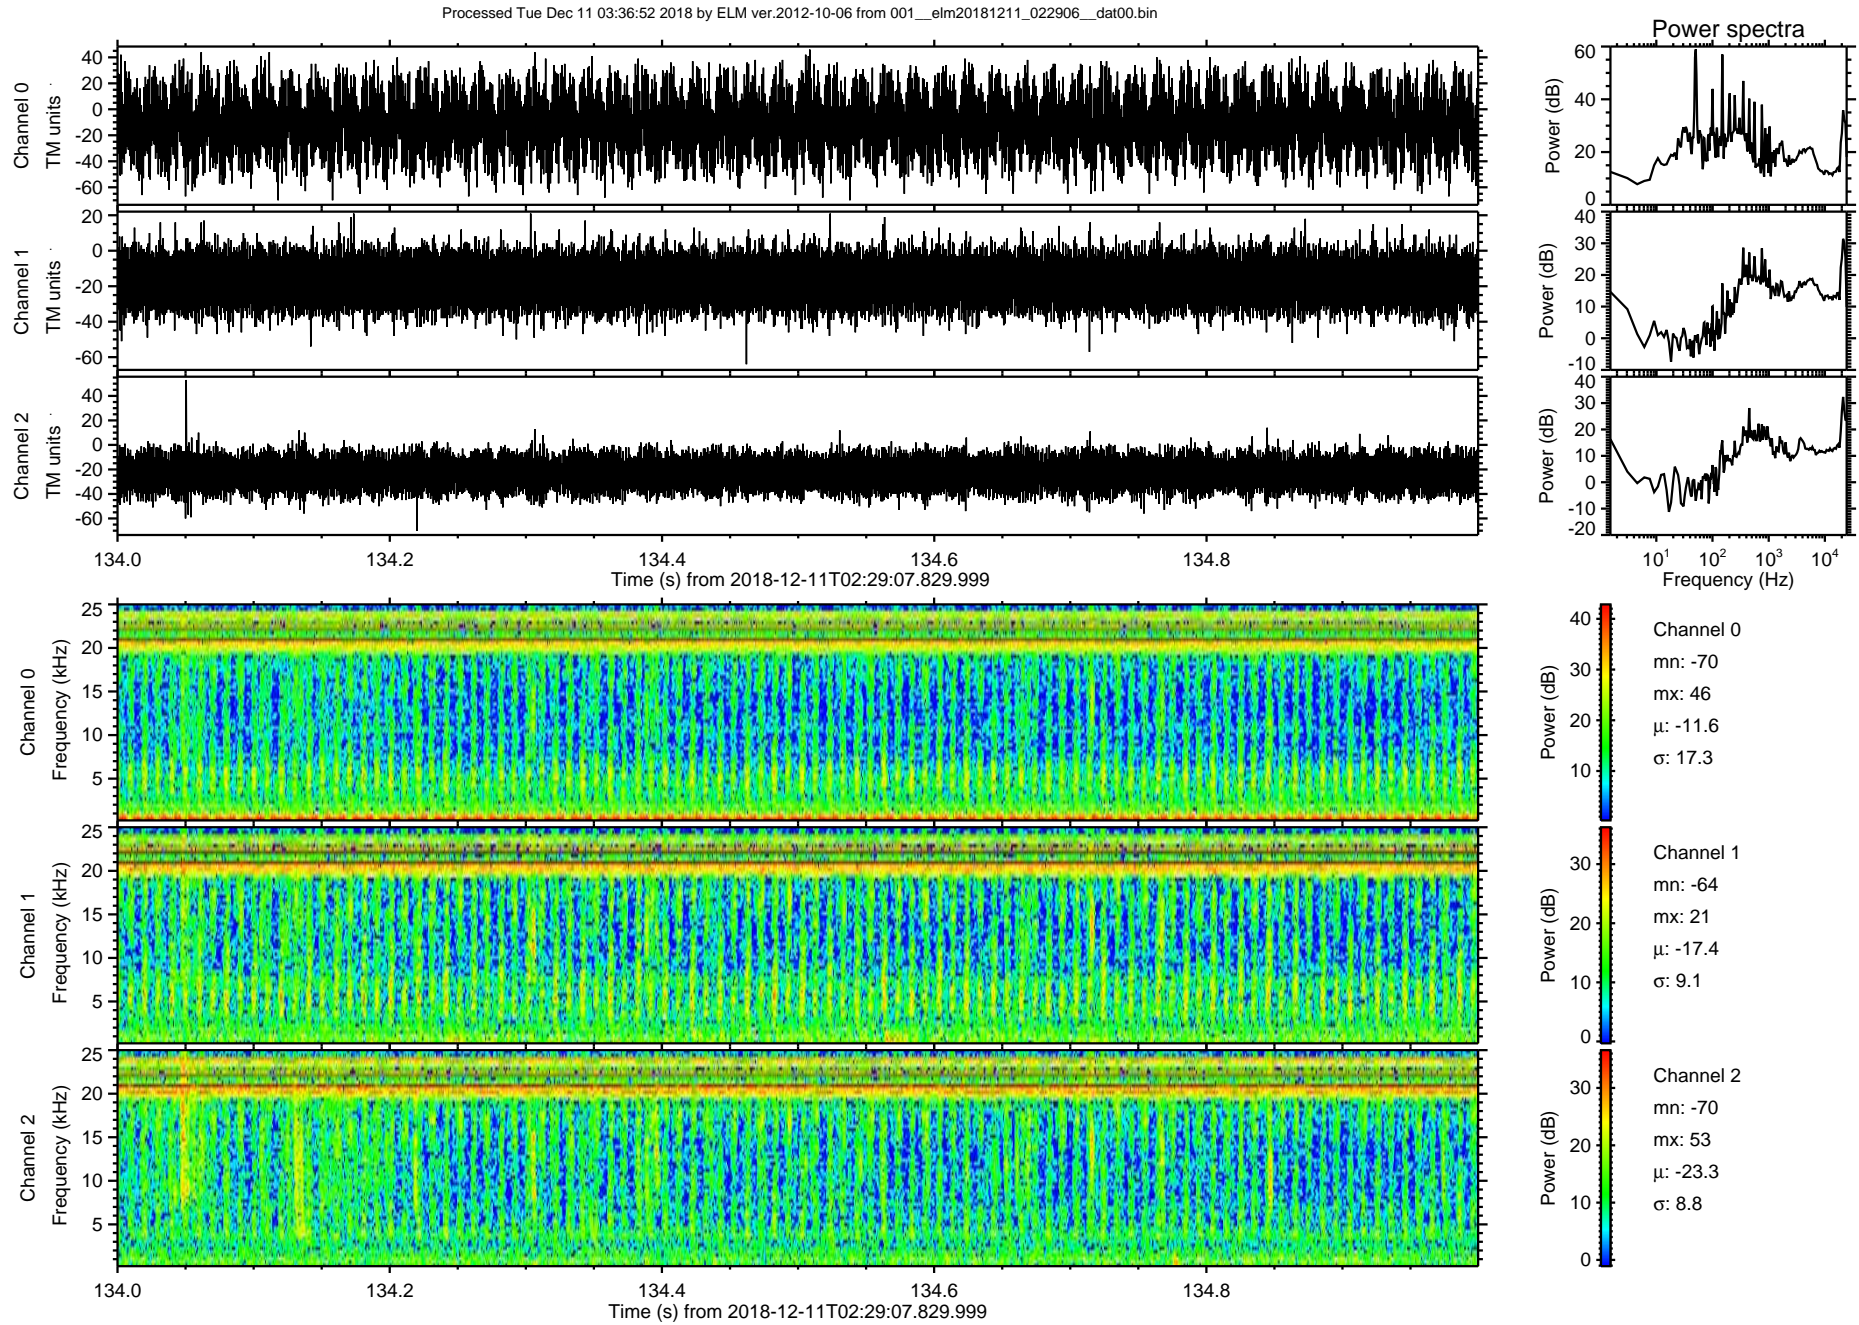 Processed Tue Dec 11 03:36:52 2018 by ELM ver.2012-10-06 from 001__elm20181211_022906__dat00.bin
Power spectra
Channel 0
TM units
40
20
0
-20
-40
-60
Power (dB)
60
40
20
0
Channel 1
TM units
20
0
-20
-40
-60
Power (dB)
40
30
20
10
0
-10
Channel 2
TM units
40
20
0
-20
-40
-60
Power (dB)
40
30
20
10
0
-10
-20
134.0 134.2 134.4 134.6 134.8
Time (s) from 2018-12-11T02:29:07.829.999
10¹ 10² 10³ 10⁴
Frequency (Hz)
Channel 0
Frequency (kHz)
25
20
15
10
5
Power (dB)
40
30
20
10
Channel 0
mn: -70
mx: 46
μ: -11.6
σ: 17.3
Channel 1
Frequency (kHz)
25
20
15
10
5
Power (dB)
30
20
10
0
Channel 1
mn: -64
mx: 21
μ: -17.4
σ: 9.1
Channel 2
Frequency (kHz)
25
20
15
10
5
Power (dB)
30
20
10
0
Channel 2
mn: -70
mx: 53
μ: -23.3
σ: 8.8
134.0 134.2 134.4 134.6 134.8
Time (s) from 2018-12-11T02:29:07.829.999